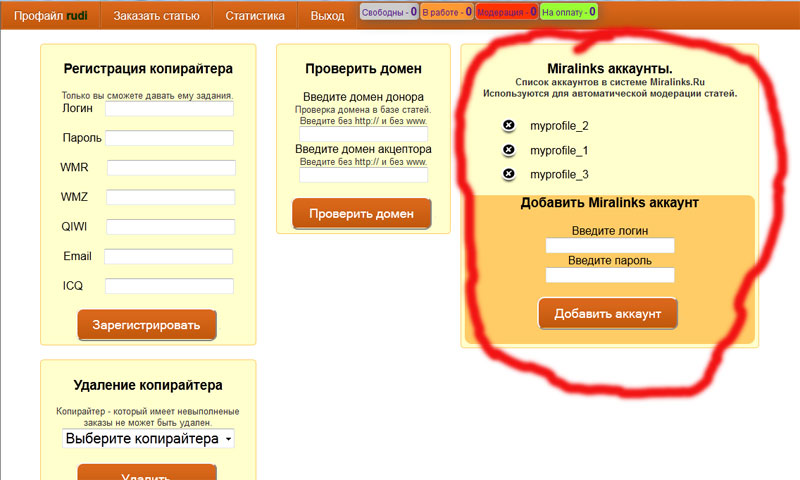 Профайл rudi
Заказать статью
Статистика
Выход
Свободны - 0
В работе - 0
Модерация - 0
На оплату - 0
Регистрация копирайтера
Только вы сможете давать ему задания.
Логин
Пароль
WMR
WMZ
QIWI
Email
ICQ
Зарегистрировать
Удаление копирайтера
Копирайтер - который имеет невыполненые
заказы не может быть удален.
Выберите копирайтера
Удалить
Проверить домен
Введите домен донора
Проверка домена в базе статей.
Введите без http:// и без www.
Введите домен акцептора
Введите без http:// и без www.
Проверить домен
Miralinks аккаунты.
Список аккаунтов в системе Miralinks.Ru
Используются для автоматической модерации статей.
myprofile_2
myprofile_1
myprofile_3
Добавить Miralinks аккаунт
Введите логин
Введите пароль
Добавить аккаунт